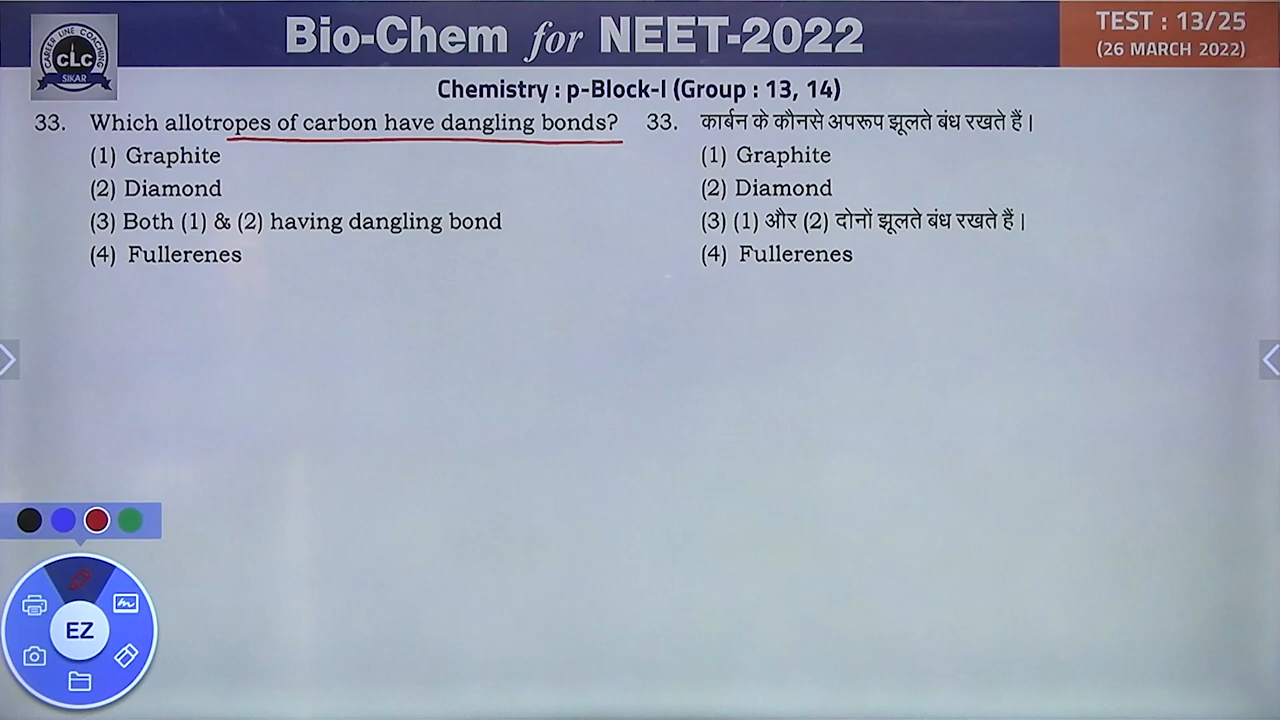 Bio-Chem for NEET-2022
TEST : 13/25
(26 MARCH 2022)
CAREER LINE COACHING
CLC
SIKAR
Chemistry : p-Block-I (Group : 13, 14)
33. Which allotropes of carbon have dangling bonds?
(1) Graphite
(2) Diamond
(3) Both (1) & (2) having dangling bond
(4) Fullerenes
33. कार्बन के कौनसे अपरूप झूलते बंध रखते हैं।
(1) Graphite
(2) Diamond
(3) (1) और (2) दोनों झूलते बंध रखते हैं।
(4) Fullerenes
EZ